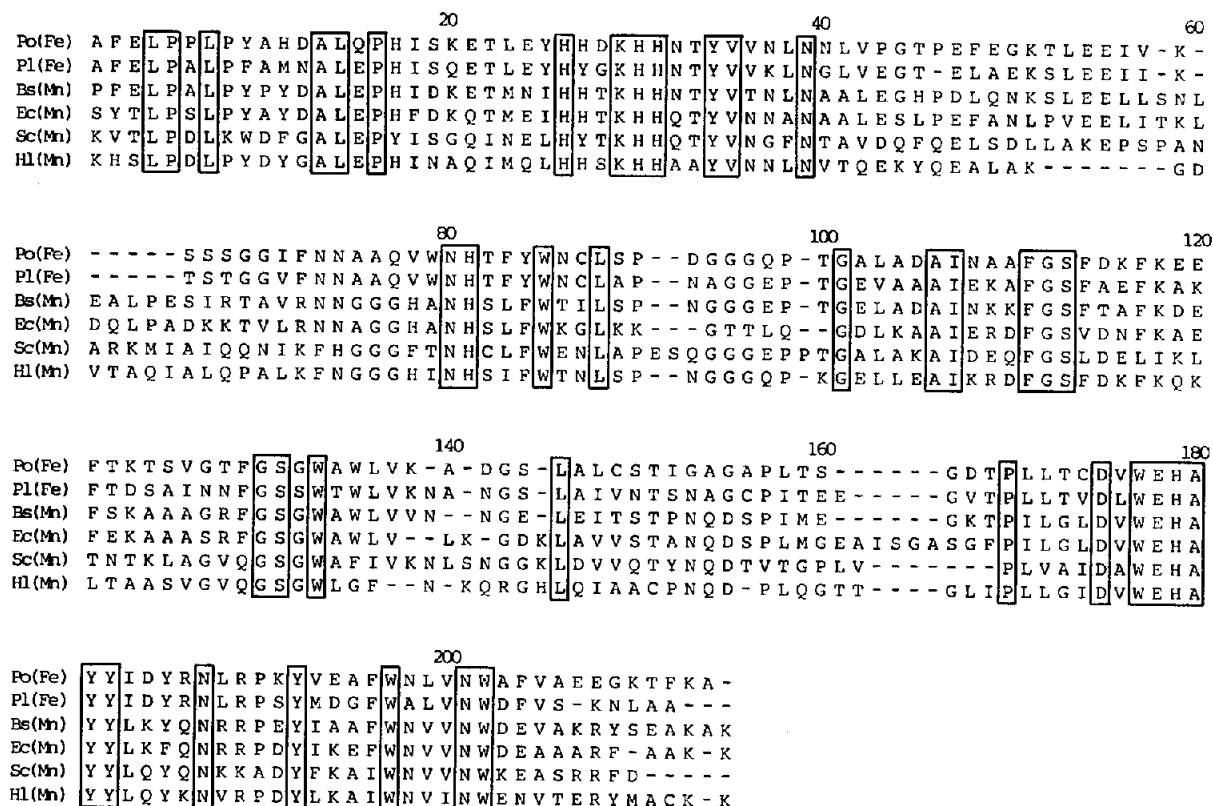 20 40 60
Po(Fe) A F E L P P L P Y A H D A L Q P H I S K E T L E Y H H D K H H N T Y V V N L N N L V P G T P E F E G K T L E E I V - K -
Pl(Fe) A F E L P A L P F A M N A L E P H I S Q E T L E Y H Y G K H H N T Y V V K L N G L V E G T - E L A E K S L E E I I - K -
Bs(Mn) P F E L P A L P Y P Y D A L E P H I D K E T M N I H H T K H H N T Y V T N L N A A L E G H P D L Q N K S L E E L L S N L
Ec(Mn) S Y T L P S L P Y A Y D A L E P H F D K Q T M E I H H T K H H Q T Y V N N A N A A L E S L P E F A N L P V E E L I T K L
Sc(Mn) K V T L P D L K W D F G A L E P Y I S G Q I N E L H Y T K H H Q T Y V N G F N T A V D Q F Q E L S D L L A K E P S P A N
Hl(Mn) K H S L P D L P Y D Y G A L E P H I N A Q I M Q L H H S K H H A A Y V N N L N V T Q E K Y Q E A L A K - - - - - - - G D
80 100 120
Po(Fe) - - - - - S S S G G I F N N A A Q V W N H T F Y W N C L S P - - D G G G Q P - T G A L A D A I N A A F G S F D K F K E E
Pl(Fe) - - - - - T S T G G V F N N A A Q V W N H T F Y W N C L A P - - N A G G E P - T G E V A A A I E K A F G S F A E F K A K
Bs(Mn) E A L P E S I R T A V R N N G G G H A N H S L F W T I L S P - - N G G G E P - T G E L A D A I N K K F G S F T A F K D E
Ec(Mn) D Q L P A D K K T V L R N N A G G H A N H S L F W K G L K K - - - G T T L Q - - G D L K A A I E R D F G S V D N F K A E
Sc(Mn) A R K M I A I Q Q N I K F H G G G F T N H C L F W E N L A P E S Q G G G E P P T G A L A K A I D E Q F G S L D E L I K L
Hl(Mn) V T A Q I A L Q P A L K F N G G G H I N H S I F W T N L S P - - N G G G Q P - K G E L L E A I K R D F G S F D K F K Q K
140 160 180
Po(Fe) F T K T S V G T F G S G W A W L V K - A - D G S - L A L C S T I G A G A P L T S - - - - - - G D T P L L T C D V W E H A
Pl(Fe) F T D S A I N N F G S S W T W L V K N A - N G S - L A I V N T S N A G C P I T E E - - - - - G V T P L L T V D L W E H A
Bs(Mn) F S K A A A G R F G S G W A W L V V N - - N G E - L E I T S T P N Q D S P I M E - - - - - - G K T P I L G L D V W E H A
Ec(Mn) F E K A A A S R F G S G W A W L V - - L K - G D K L A V V S T A N Q D S P L M G E A I S G A S G F P I L G L D V W E H A
Sc(Mn) T N T K L A G V Q G S G W A F I V K N L S N G G K L D V V Q T Y N Q D T V T G P L V - - - - - - - P L V A I D A W E H A
Hl(Mn) L T A A S V G V Q G S G W L G F - - N - K Q R G H L Q I A A C P N Q D - P L Q G T T - - - - - G L I P L L G I D V W E H A
200
Po(Fe) Y Y I D Y R N L R P K Y V E A F W N L V N W A F V A E E G K T F K A -
Pl(Fe) Y Y I D Y R N L R P S Y M D G F W A L V N W D F V S - K N L A A - - -
Bs(Mn) Y Y L K Y Q N R R P E Y I A A F W N V V N W D E V A K R Y S E A K A K
Ec(Mn) Y Y L K F Q N R R P D Y I K E F W N V V N W D E A A A R F - A A K - K
Sc(Mn) Y Y L Q Y Q N K K A D Y F K A I W N V V N W K E A S R R F D - - - - -
Hl(Mn) Y Y L Q Y K N V R P D Y L K A I W N V I N W E N V T E R Y M A C K - K